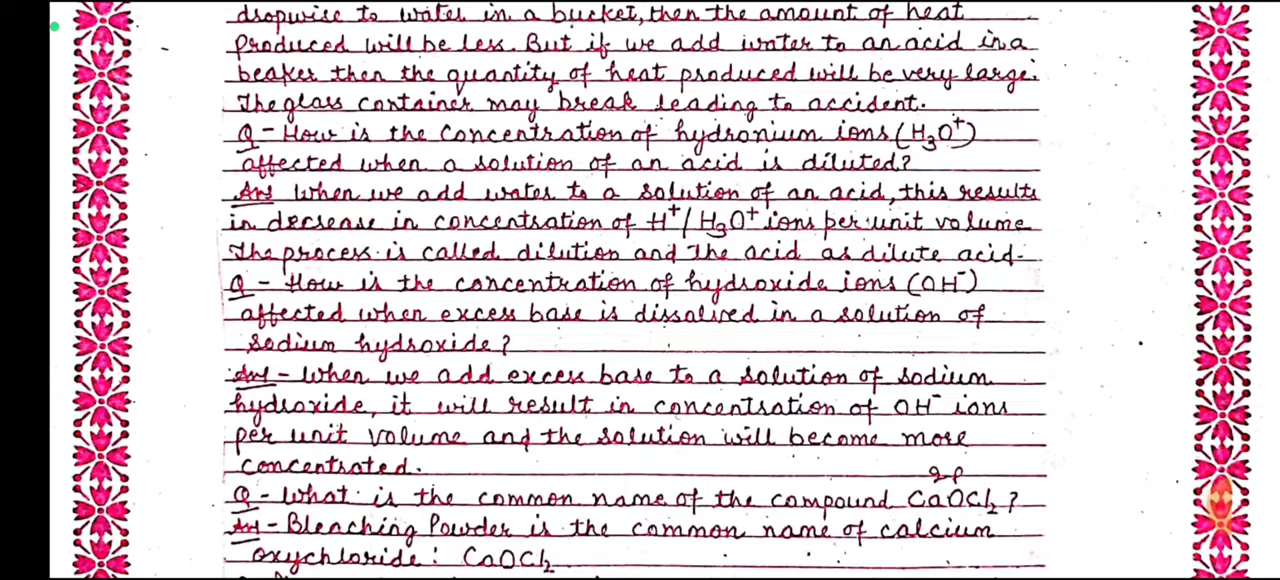 dropwise to water in a bucket, then the amount of heat
produced will be less. But if we add water to an acid in a
beaker then the quantity of heat produced will be very large.
The glass container may break leading to accident.
Q - How is the concentration of hydronium ions (H₃O⁺)
affected when a solution of an acid is diluted?
Ans When we add water to a solution of an acid, this results
in decrease in concentration of H⁺/H₃O⁺ ions per unit volume
The process is called dilution and the acid as dilute acid-
Q - How is the concentration of hydroxide ions (OH⁻)
affected when excess base is dissolved in a solution of
sodium hydroxide?
Ans - When we add excess base to a solution of sodium
hydroxide, it will result in concentration of OH⁻ ions
per unit volume and the solution will become more
concentrated.
Q - What is the common name of the compound CaOCl₂?
Ans - Bleaching Powder is the common name of calcium
oxychloride : CaOCl₂